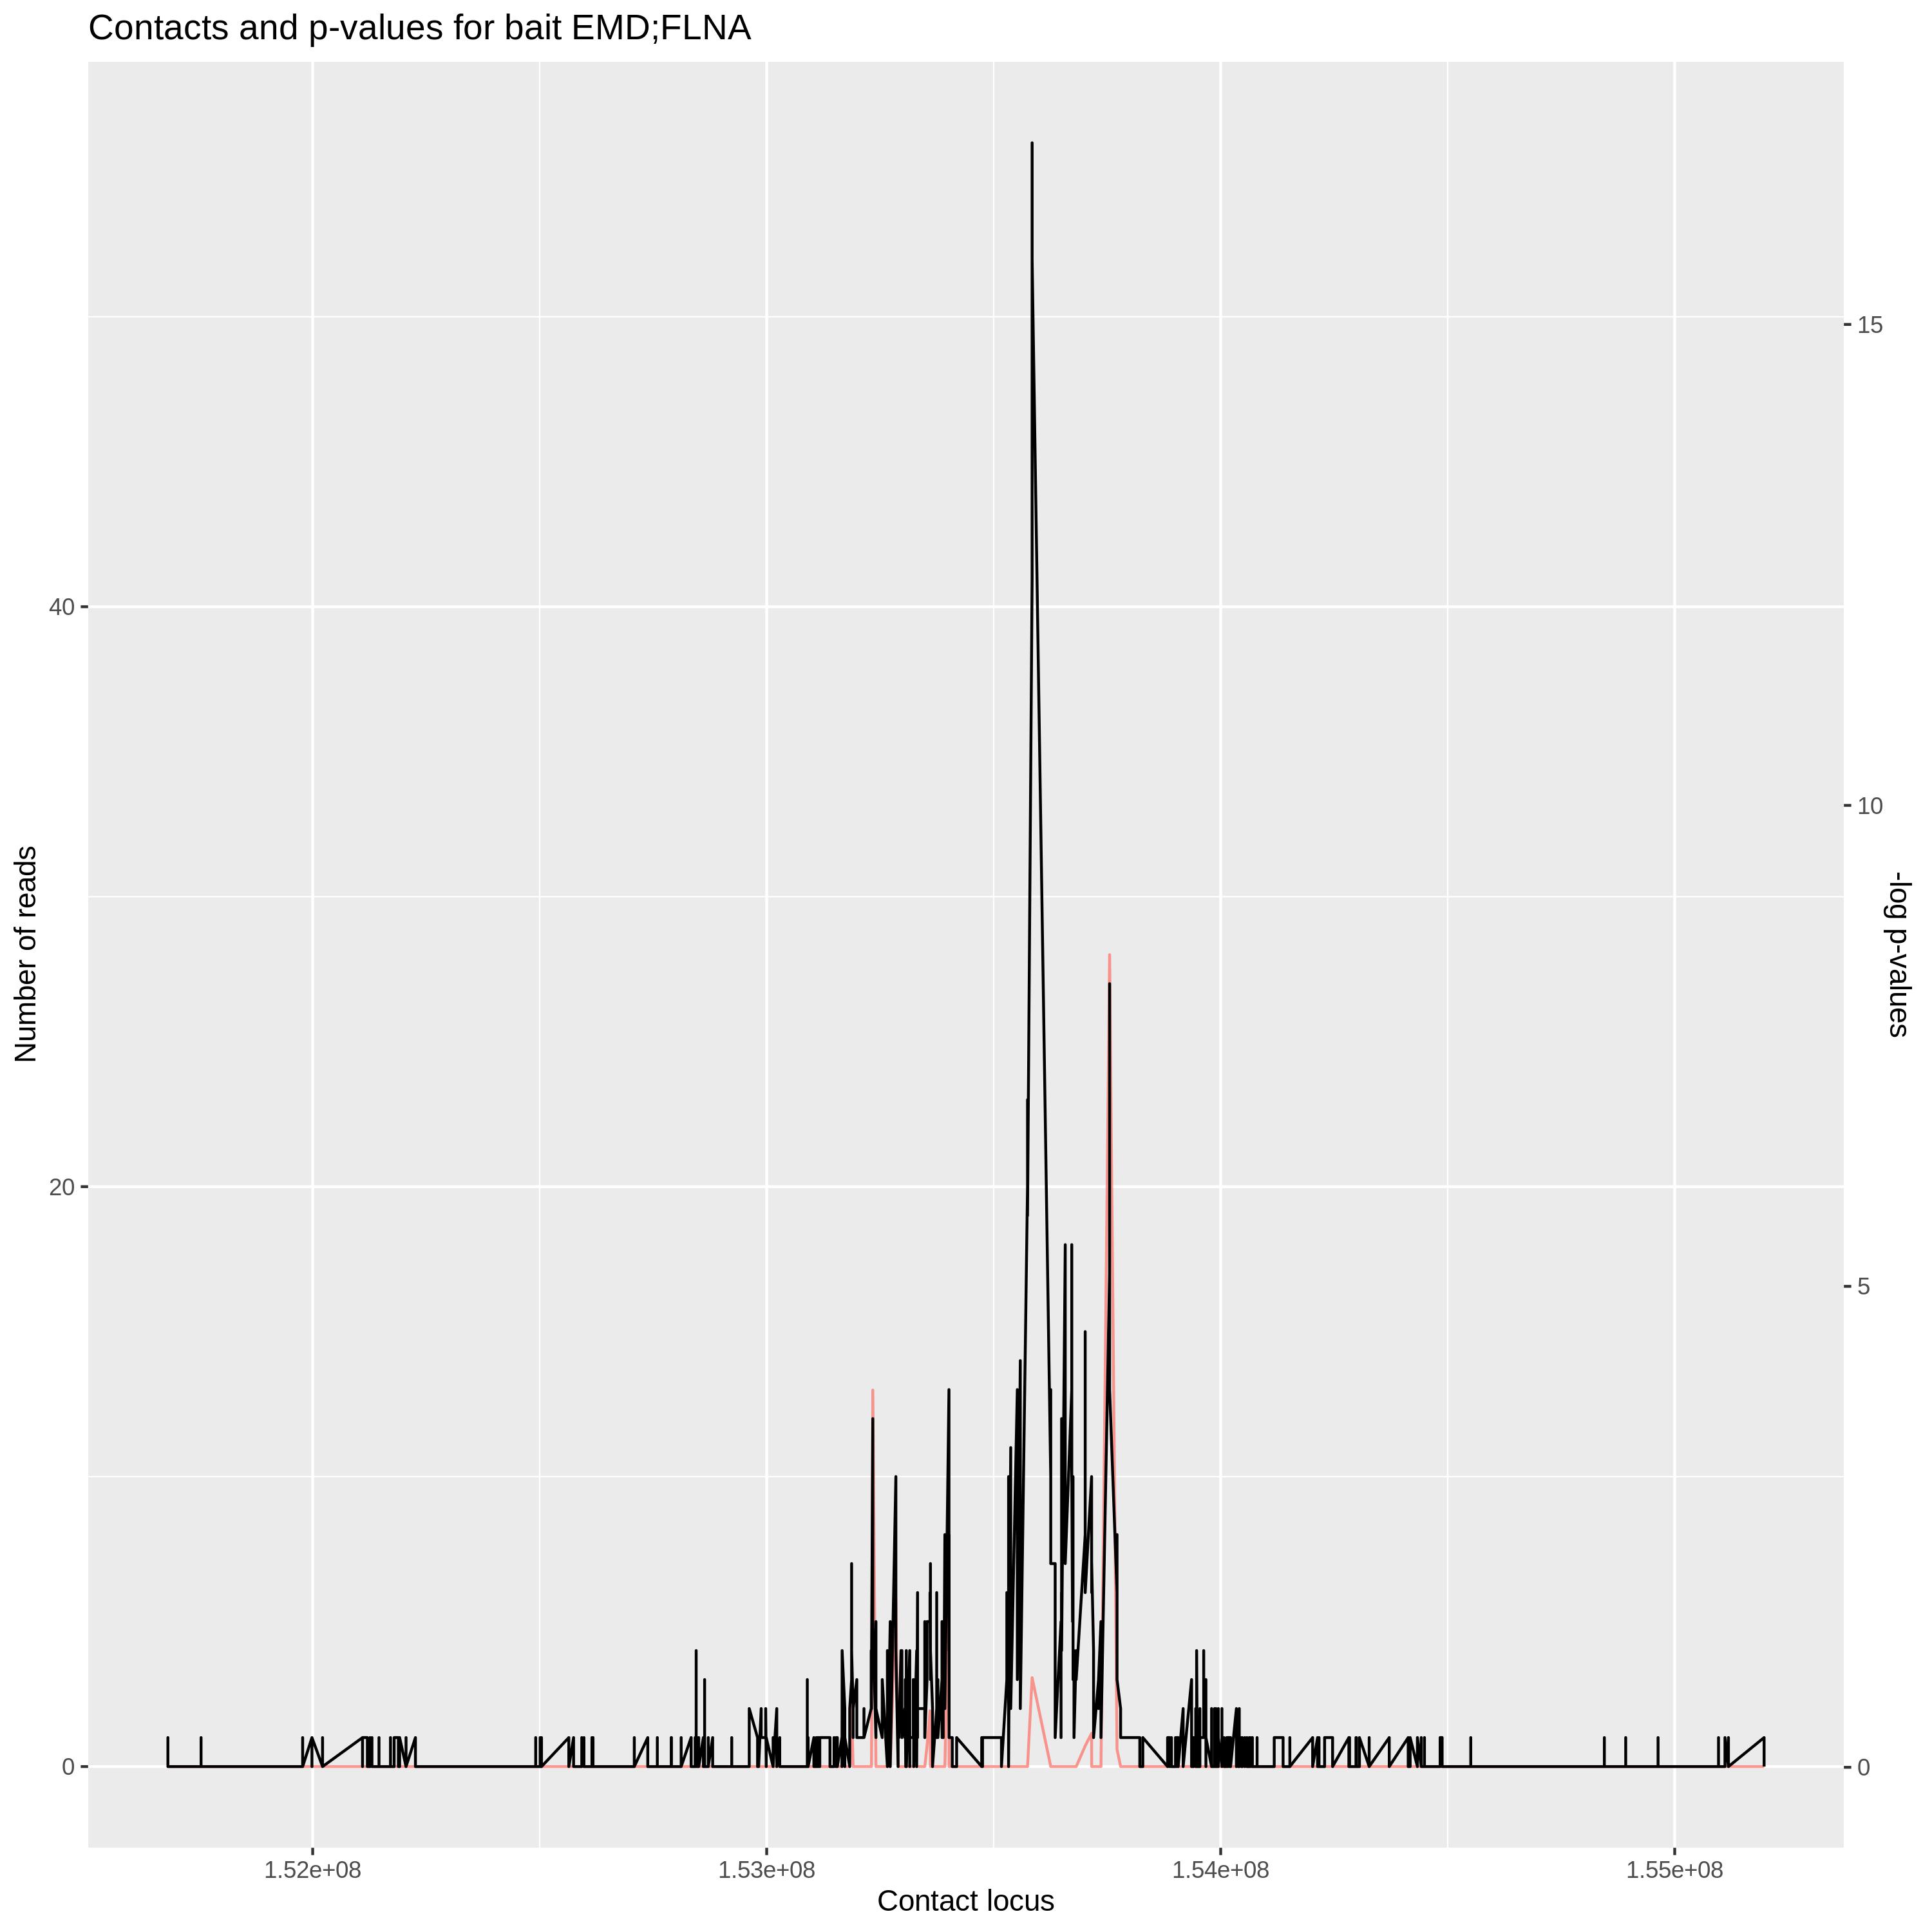 Contacts and p-values for bait EMD;FLNA
Number of reads
40
20
0
15
10
5
0
-log p-values
1.52e+08
1.53e+08
1.54e+08
1.55e+08
Contact locus